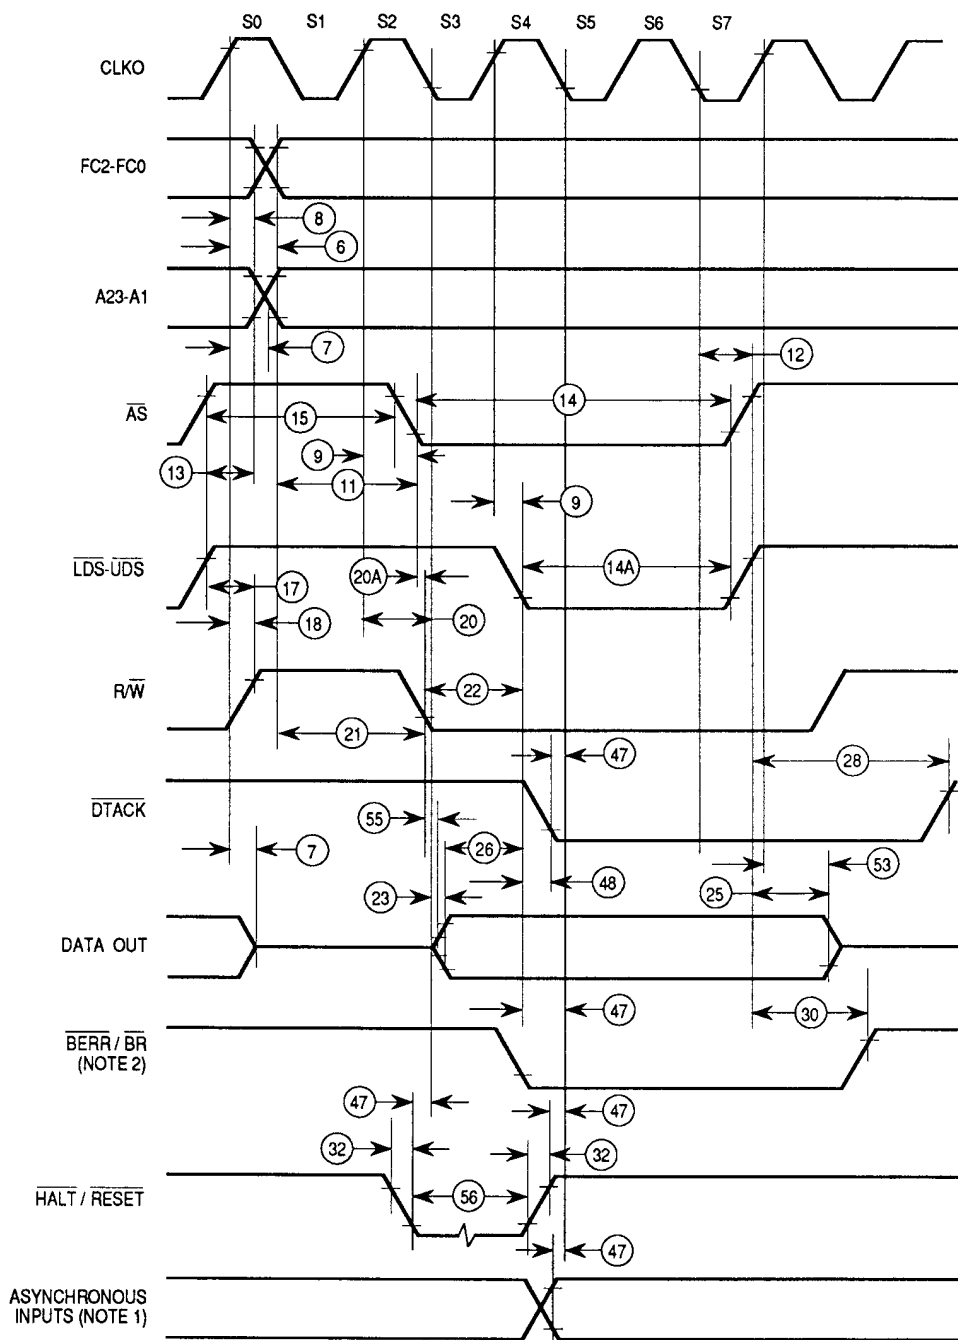 S0 S1 S2 S3 S4 S5 S6 S7
CLKO
FC2-FC0
8
6
A23-A1
7
12
AS
14
15
9
13
11
9
LDS-UDS
20A
14A
17
18
20
R/W
22
21
47
28
DTACK
55
26
7
48
53
23
25
DATA OUT
47
30
BERR / BR
(NOTE 2)
47
47
32
32
HALT / RESET
56
47
ASYNCHRONOUS
INPUTS (NOTE 1)